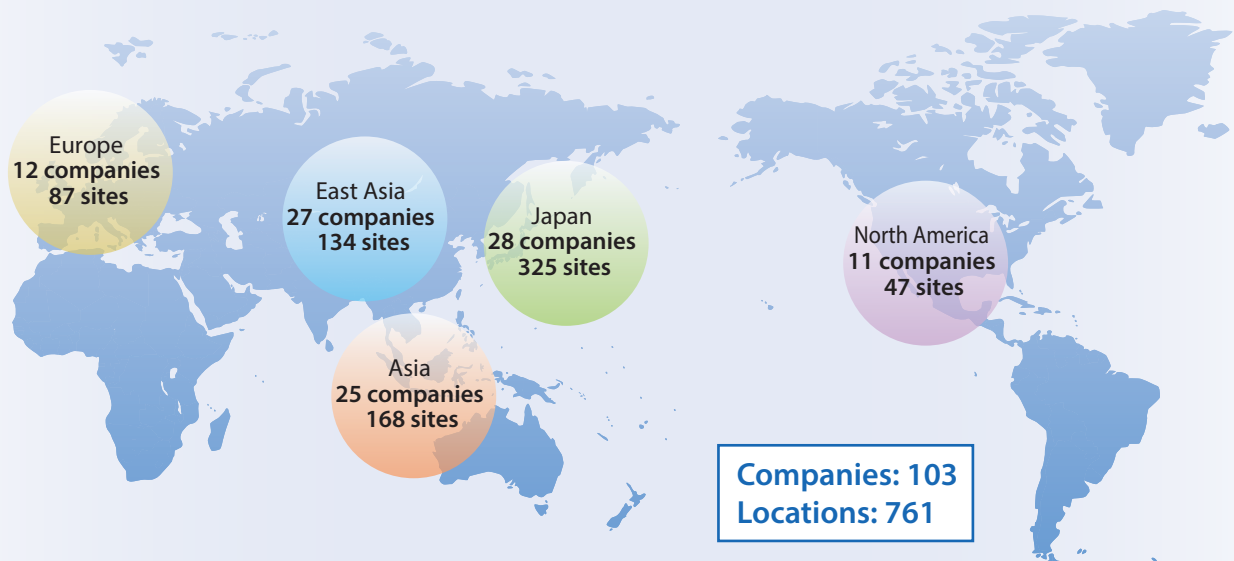 Europe
12 companies
87 sites
East Asia
27 companies
134 sites
Japan
28 companies
325 sites
North America
11 companies
47 sites
Asia
25 companies
168 sites
Companies: 103
Locations: 761